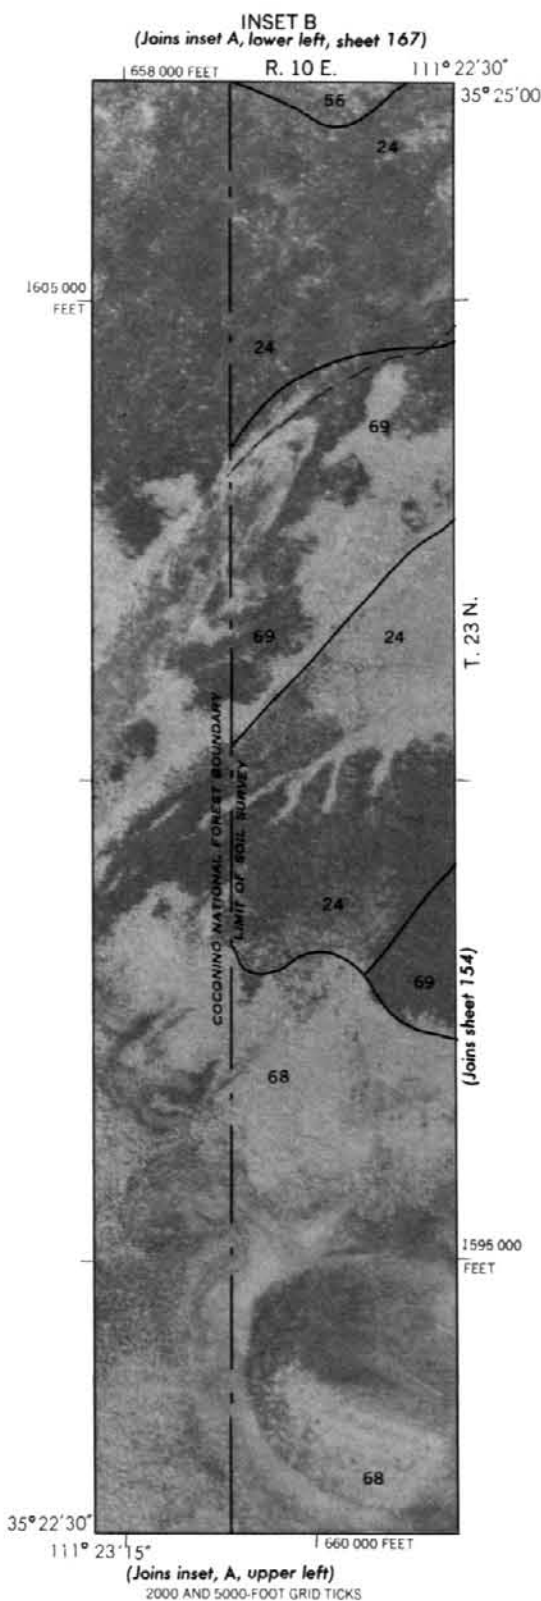 INSET B
(Joins inset A, lower left, sheet 167)
658 000 FEET R. 10 E. 111° 22'30"
35° 25'00
56
24
1605 000
FEET
24
69
T. 23 N.
69
24
COCONINO NATIONAL FOREST BOUNDARY
LIMIT OF SOIL SURVEY
24
69
(Joins sheet 154)
68
1595 000
FEET
68
35° 22'30"
111° 23'15"
660 000 FEET
(Joins inset, A, upper left)
2000 AND 5000-FOOT GRID TICKS